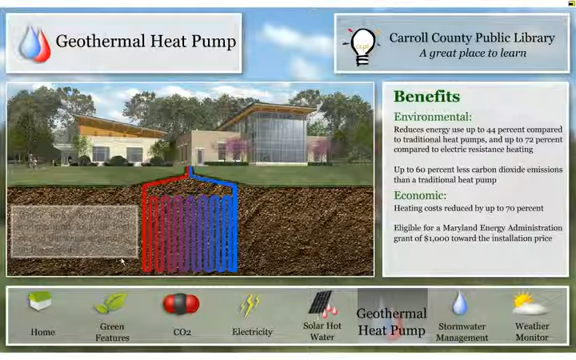 Geothermal Heat Pump
Carroll County Public Library
A great place to learn
Benefits
Environmental:
Reduces energy use up to 44 percent compared
to traditional heat pumps, and up to 72 percent
compared to electric resistance heating
Up to 60 percent less carbon dioxide emissions
than a traditional heat pump
Economic:
Heating costs reduced by up to 70 percent
Eligible for a Maryland Energy Administration
grant of $1,000 toward the installation price
Home
Green
Features
CO2
Electricity
Solar Hot
Water
Geothermal
Heat Pump
Stormwater
Management
Weather
Monitor